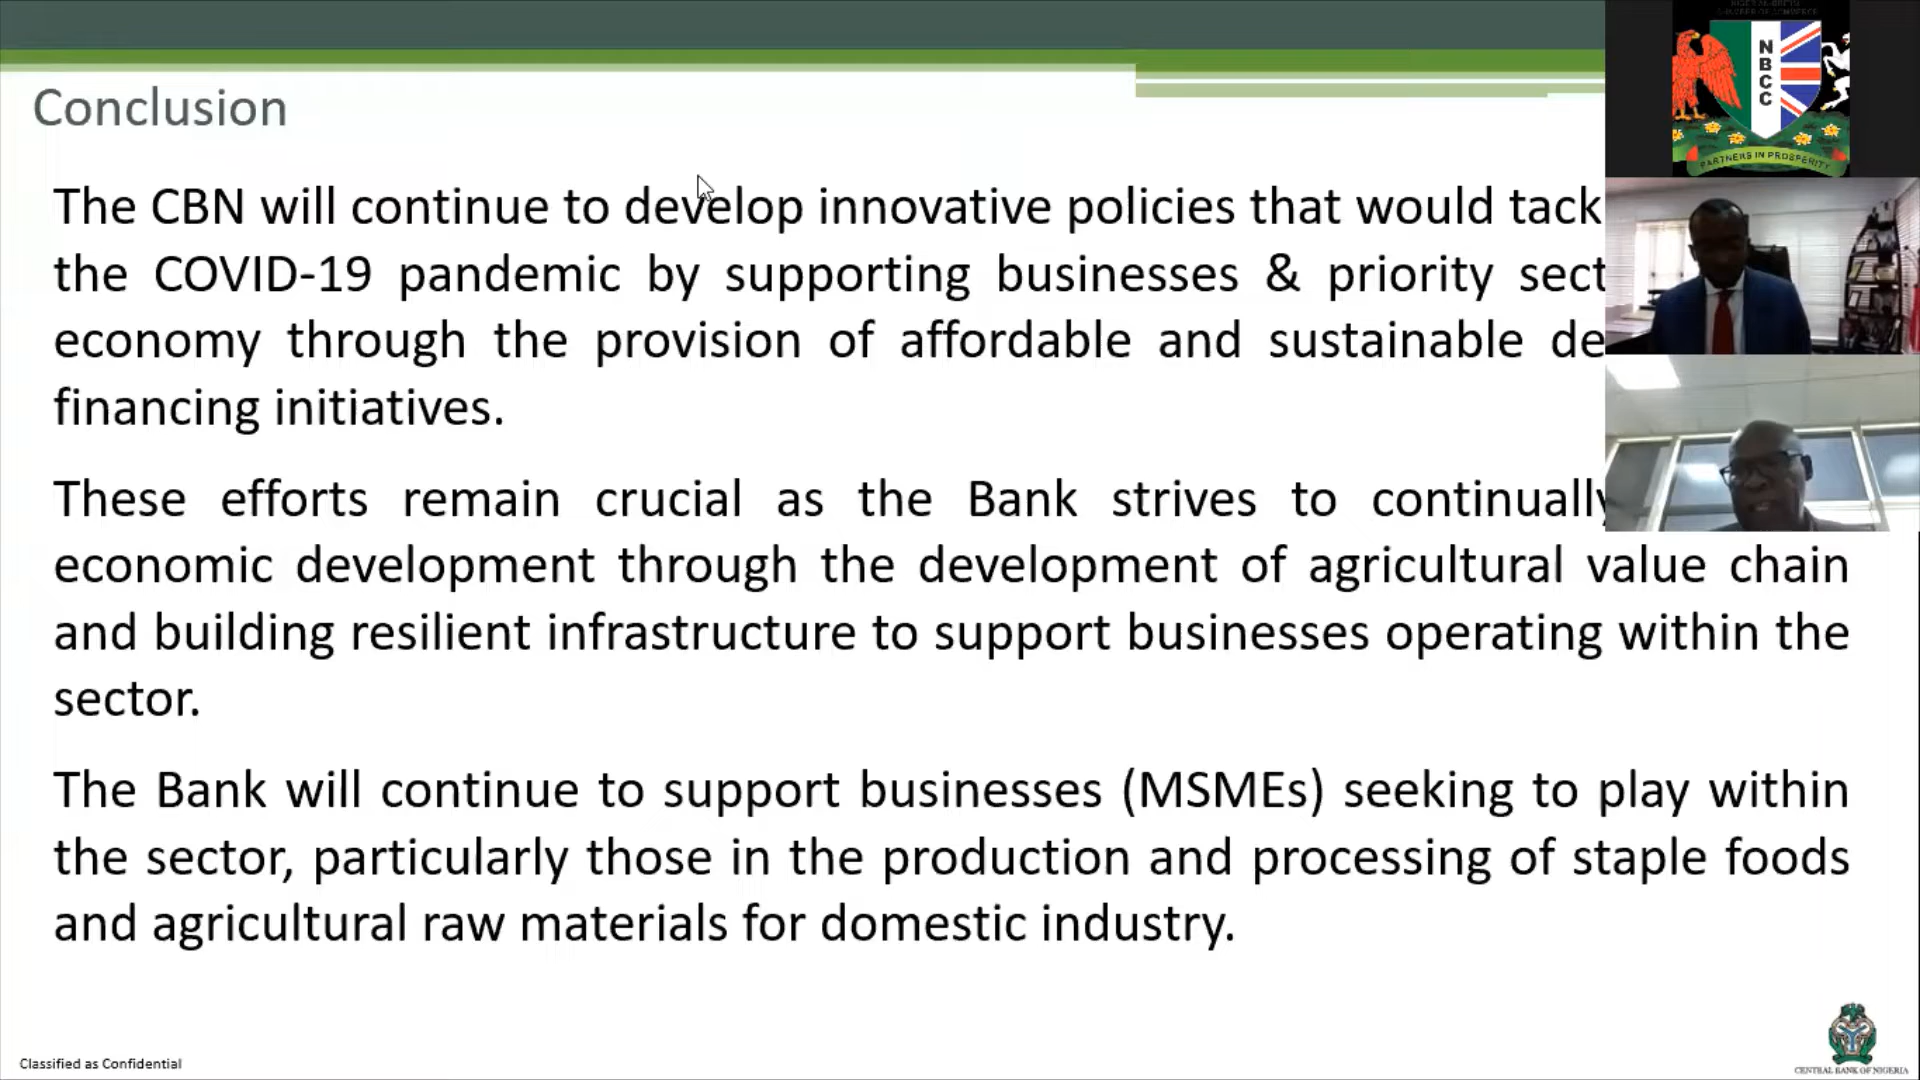 Conclusion
The CBN will continue to develop innovative policies that would tack
the COVID-19 pandemic by supporting businesses & priority sect
economy through the provision of affordable and sustainable de
financing initiatives.
These efforts remain crucial as the Bank strives to continually
economic development through the development of agricultural value chain
and building resilient infrastructure to support businesses operating within the
sector.
The Bank will continue to support businesses (MSMEs) seeking to play within
the sector, particularly those in the production and processing of staple foods
and agricultural raw materials for domestic industry.
Classified as Confidential
CENTRAL BANK OF NIGERIA
NBCC
PARTNERS IN PROSPERITY